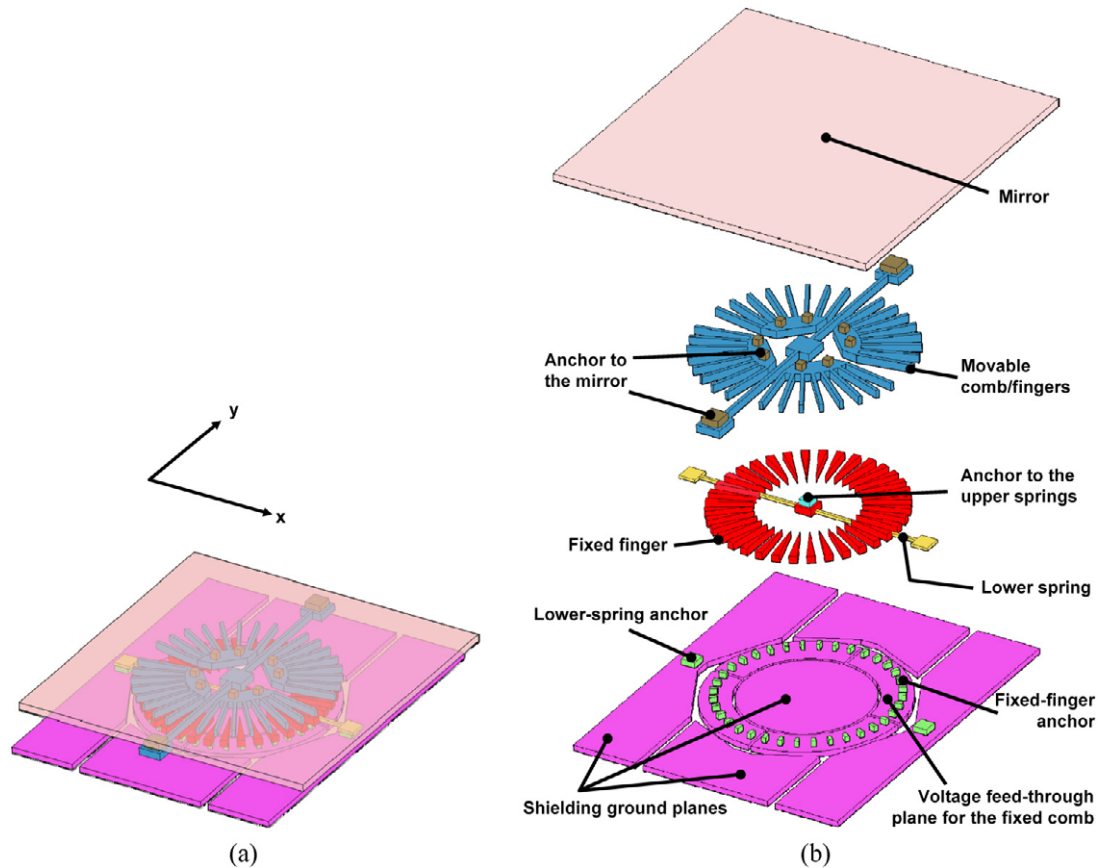 Mirror
Anchor to
the mirror
Movable
comb/fingers
y
x
Anchor to the
upper springs
Fixed finger
Lower spring
Lower-spring anchor
Fixed-finger
anchor
Shielding ground planes
Voltage feed-through
plane for the fixed comb
(a)
(b)